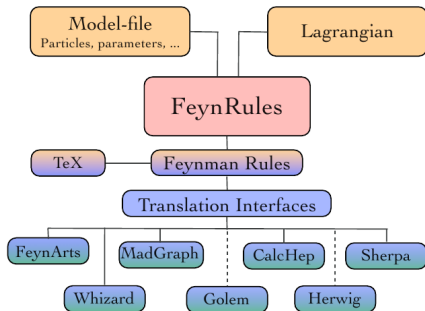 Model-file
Particles, parameters, ...
Lagrangian
FeynRules
TeX
Feynman Rules
Translation Interfaces
FeynArts
MadGraph
CalcHep
Sherpa
Whizard
Golem
Herwig